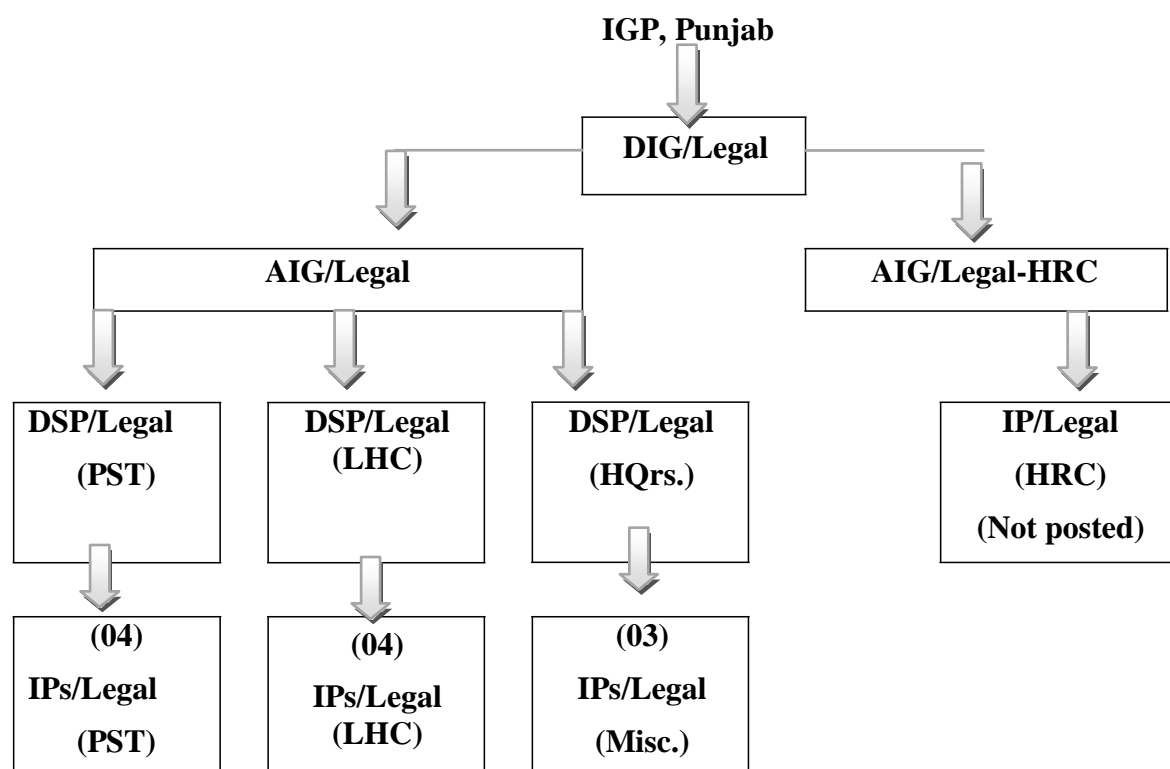 IGP, Punjab
DIG/Legal
AIG/Legal
AIG/Legal-HRC
DSP/Legal
(PST)
DSP/Legal
(LHC)
DSP/Legal
(HQrs.)
IP/Legal
(HRC)
(Not posted)
(04)
IPs/Legal
(PST)
(04)
IPs/Legal
(LHC)
(03)
IPs/Legal
(Misc.)